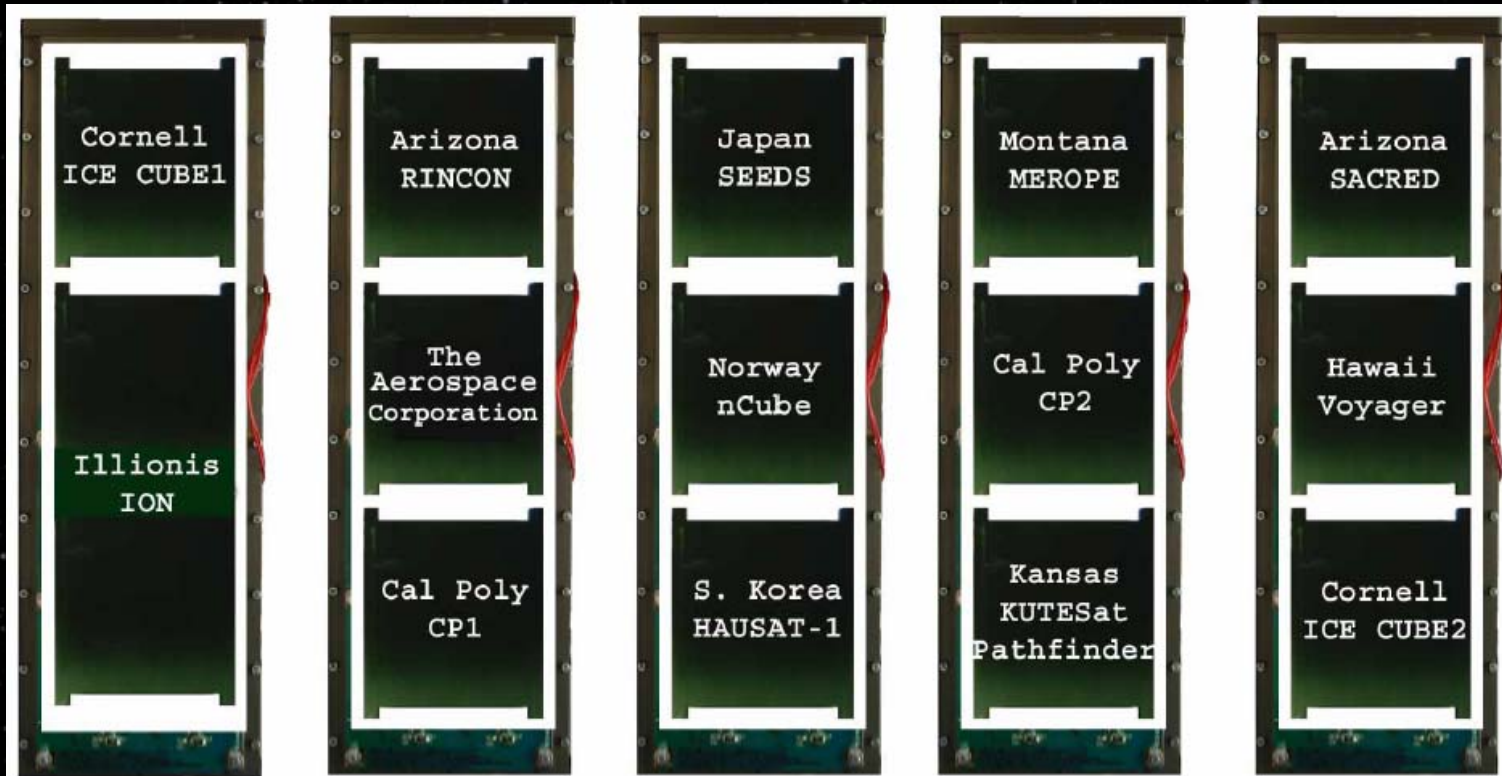 Cornell
ICE CUBE1
Illionis
ION
Arizona
RINCON
The
Aerospace
Corporation
Cal Poly
CP1
Japan
SEEDS
Norway
nCube
S. Korea
HAUSAT-1
Montana
MEROPE
Cal Poly
CP2
Kansas
KUTESat
Pathfinder
Arizona
SACRED
Hawaii
Voyager
Cornell
ICE CUBE2